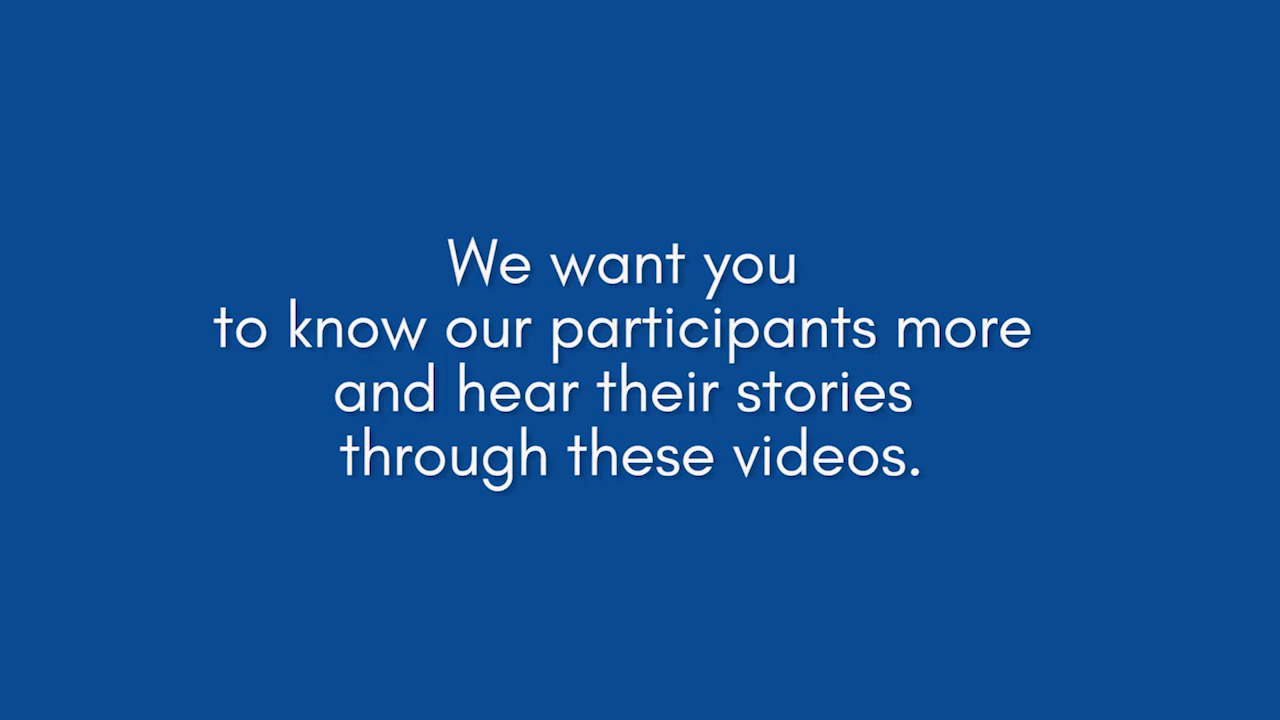 We want you
to know our participants more
and hear their stories
through these videos.